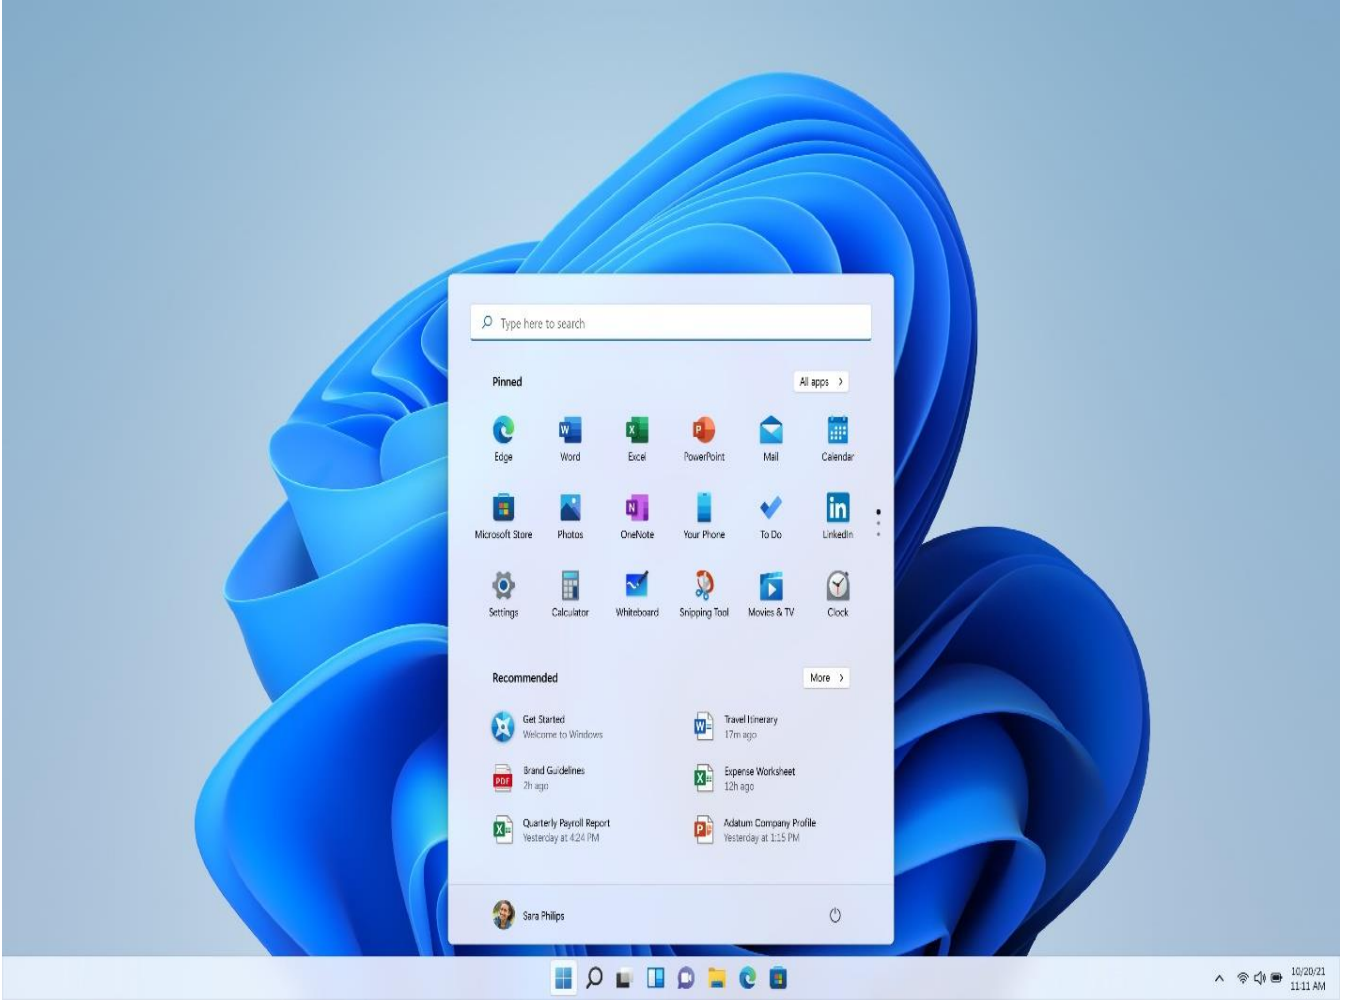 Type here to search
Pinned
All apps
Edge
Word
Excel
PowerPoint
Mail
Calendar
Microsoft Store
Photos
OneNote
Your Phone
To Do
LinkedIn
Settings
Calculator
Whiteboard
Snipping Tool
Movies & TV
Clock
Recommended
More
Get Started
Welcome to Windows
Travel Itinerary
17m ago
Brand Guidelines
2h ago
Expense Worksheet
12h ago
Quarterly Payroll Report
Yesterday at 4:24 PM
Adatum Company Profile
Yesterday at 1:15 PM
Sara Philips
10/20/21
11:11 AM